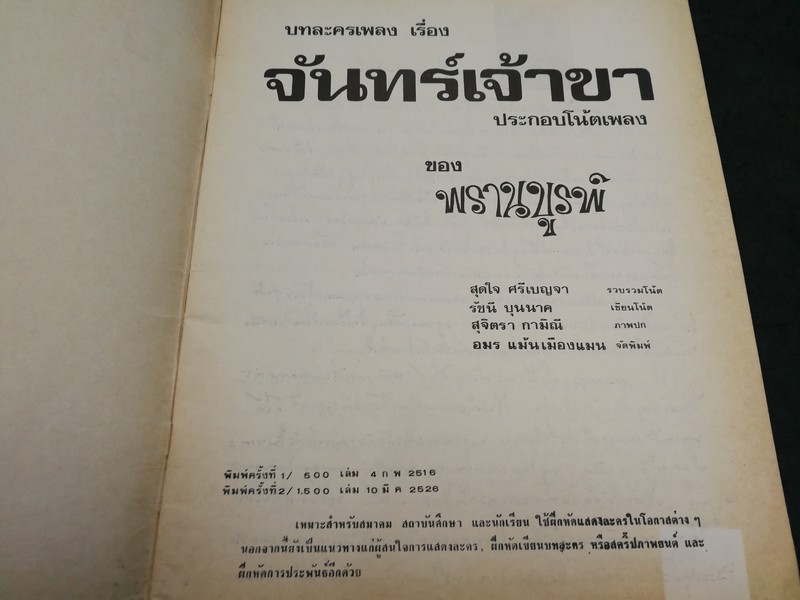 บทละครเพลง เรื่อง
จันทร์เจ้าขา
ประกอบโน้ตเพลง
ของ
พรานบูรพ์
สุดใจ ศรีเบญจา รวบรวมโน้ต
รัชนี บุนนาค เขียนโน้ต
สุจิตรา กามิณี ภาพปก
อมร แม้นเมืองแมน จัดพิมพ์
พิมพ์ครั้งที่ 1/ 500 เล่ม 4 ก พ 2516
พิมพ์ครั้งที่ 2/ 1.500 เล่ม 10 มี ค 2526
เหมาะสำหรับสมาคม สถาบันศึกษา และนักเรียน ใช้ฝึกหัดแสดงละครในโอกาสต่าง ๆ
นอกจากนี้ยังเป็นแนวทางแก่ผู้สนใจการแสดงละคร, ฝึกหัดเขียนบทละคร หรือสตริ๊ปภาพยนต์ และ
ฝึกหัดการประพันธ์อีกด้วย